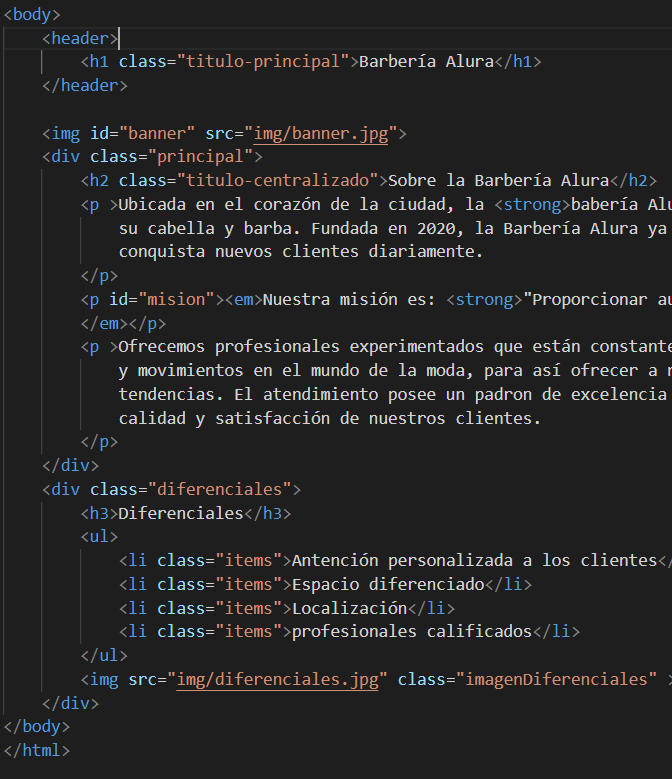 <body>
<header>
<h1 class="titulo-principal">Barbería Alura</h1>
</header>
<img id="banner" src="img/banner.jpg">
<div class="principal">
<h2 class="titulo-centralizado">Sobre la Barbería Alura</h2>
<p >Ubicada en el corazón de la ciudad, la <strong>babería
su cabella y barba. Fundada en 2020, la Barbería Alura ya
conquista nuevos clientes diariamente.
</p>
<p id="mision"><em>Nuestra misión es: <strong>"Proporcionar
</em></p>
<p >Ofrecemos profesionales experimentados que están
y movimientos en el mundo de la moda, para así ofrecer a
tendencias. El atendimiento posee un padron de excelencia
calidad y satisfacción de nuestros clientes.
</p>
</div>
<div class="diferenciales">
<h3>Diferenciales</h3>
<ul>
<li class="items">Antención personalizada a los clientes</
<li class="items">Espacio diferenciado</li>
<li class="items">Localización</li>
<li class="items">profesionales calificados</li>
</ul>
<img src="img/diferenciales.jpg" class="imagenDiferenciales" >
</div>
</body>
</html>